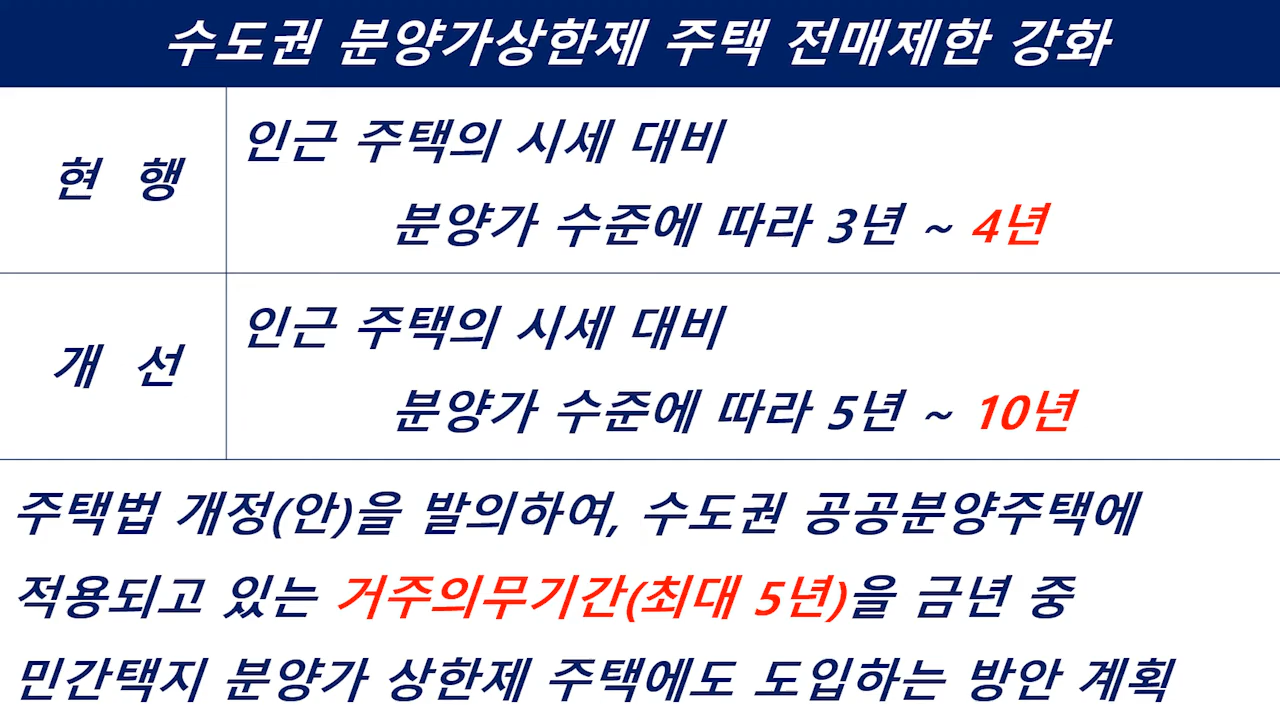 수도권 분양가상한제 주택 전매제한 강화
현 행
인근 주택의 시세 대비
분양가 수준에 따라 3년 ~ 4년
개 선
인근 주택의 시세 대비
분양가 수준에 따라 5년 ~ 10년
주택법 개정(안)을 발의하여, 수도권 공공분양주택에
적용되고 있는 거주의무기간(최대 5년)을 금년 중
민간택지 분양가 상한제 주택에도 도입하는 방안 계획